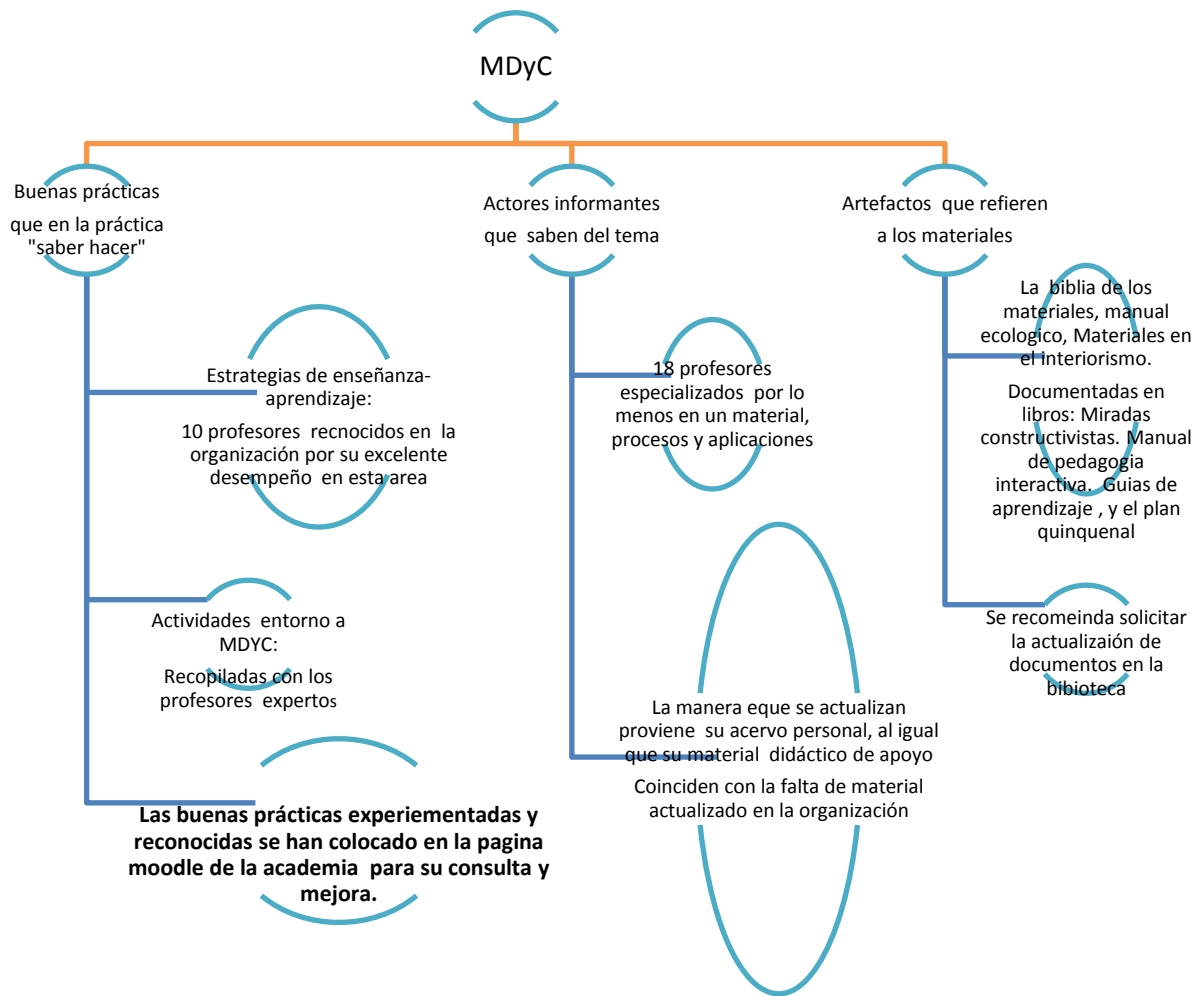 MDyC
Buenas prácticas
que en la práctica
"saber hacer"
Estrategias de enseñanza-
aprendizaje:
10 profesores recnocidos en la
organización por su excelente
desempeño en esta area
Actividades entorno a
MDYC:
Recopiladas con los
profesores expertos
Las buenas prácticas experiementadas y
reconocidas se han colocado en la pagina
moodle de la academia para su consulta y
mejora.
Actores informantes
que saben del tema
18 profesores
especializados por lo
menos en un material,
procesos y aplicaciones
La manera eque se actualizan
proviene su acervo personal, al igual
que su material didáctico de apoyo
Coinciden con la falta de material
actualizado en la organización
Artefactos que refieren
a los materiales
La biblia de los
materiales, manual
ecologico, Materiales en
el interiorismo.
Documentadas en
libros: Miradas
constructivistas. Manual
de pedagogia
interactiva. Guias de
aprendizaje , y el plan
quinquenal
Se recomeinda solicitar
la actualizaión de
documentos en la
bibioteca